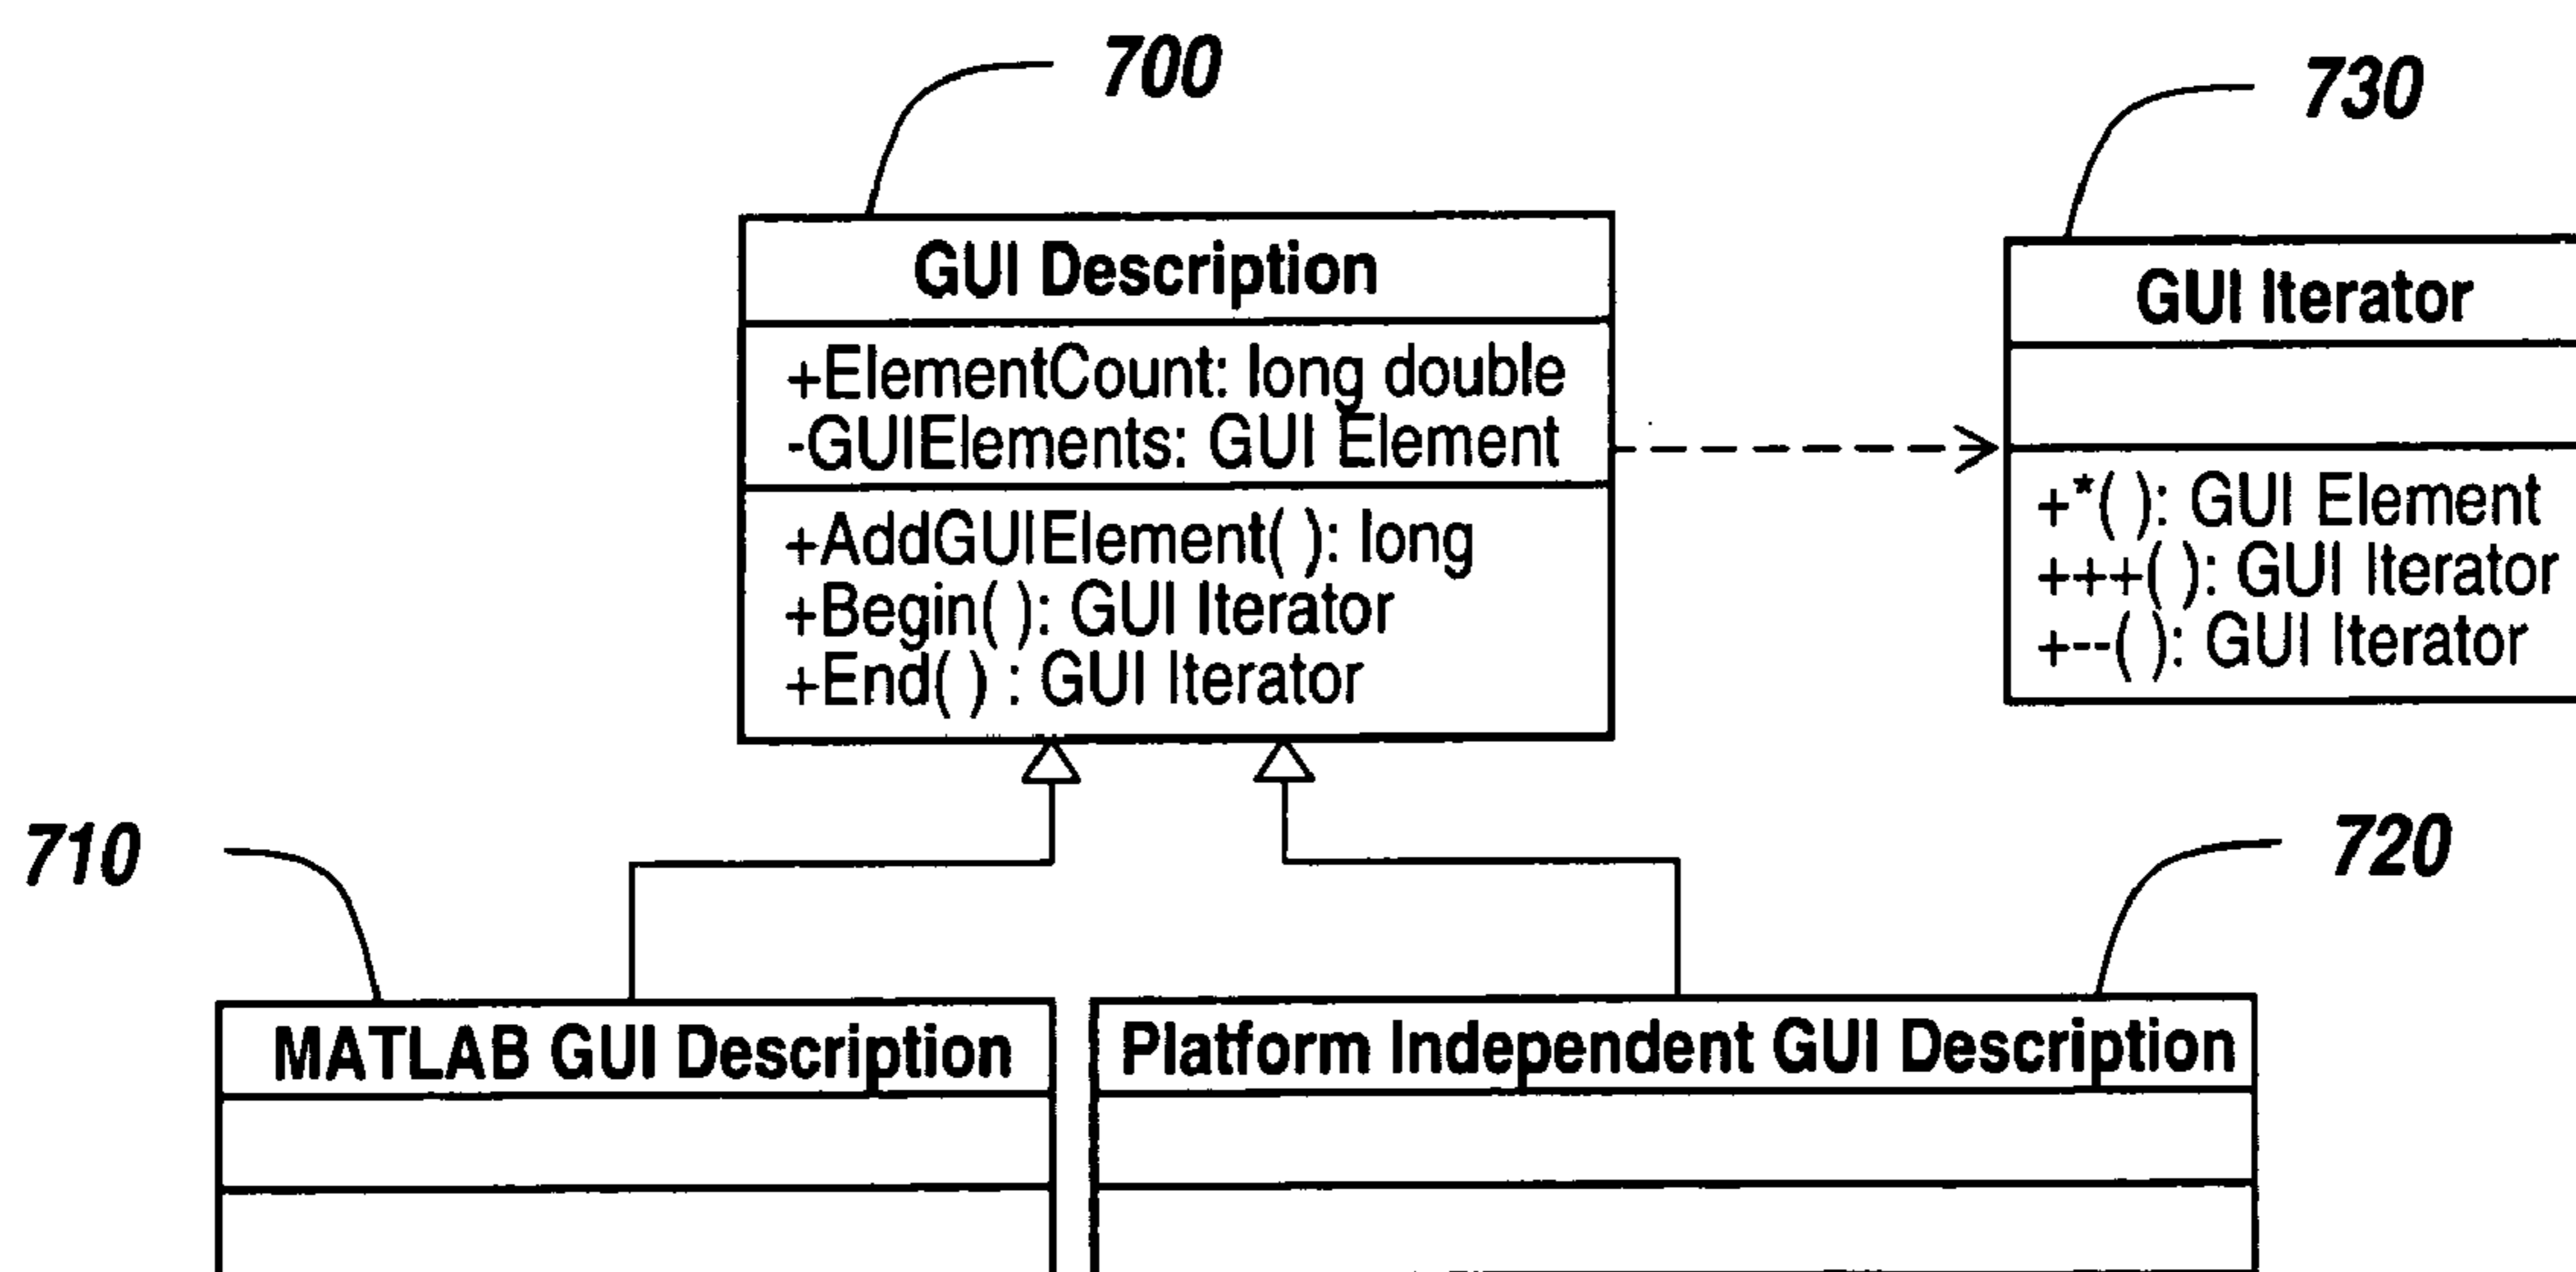 700
730
GUI Description
+ElementCount: long double
-GUIElements: GUI Element
+AddGUIElement( ): long
+Begin( ): GUI Iterator
+End( ) : GUI Iterator
GUI Iterator
+*( ): GUI Element
+++( ): GUI Iterator
+--( ): GUI Iterator
710
720
MATLAB GUI Description
Platform Independent GUI Description